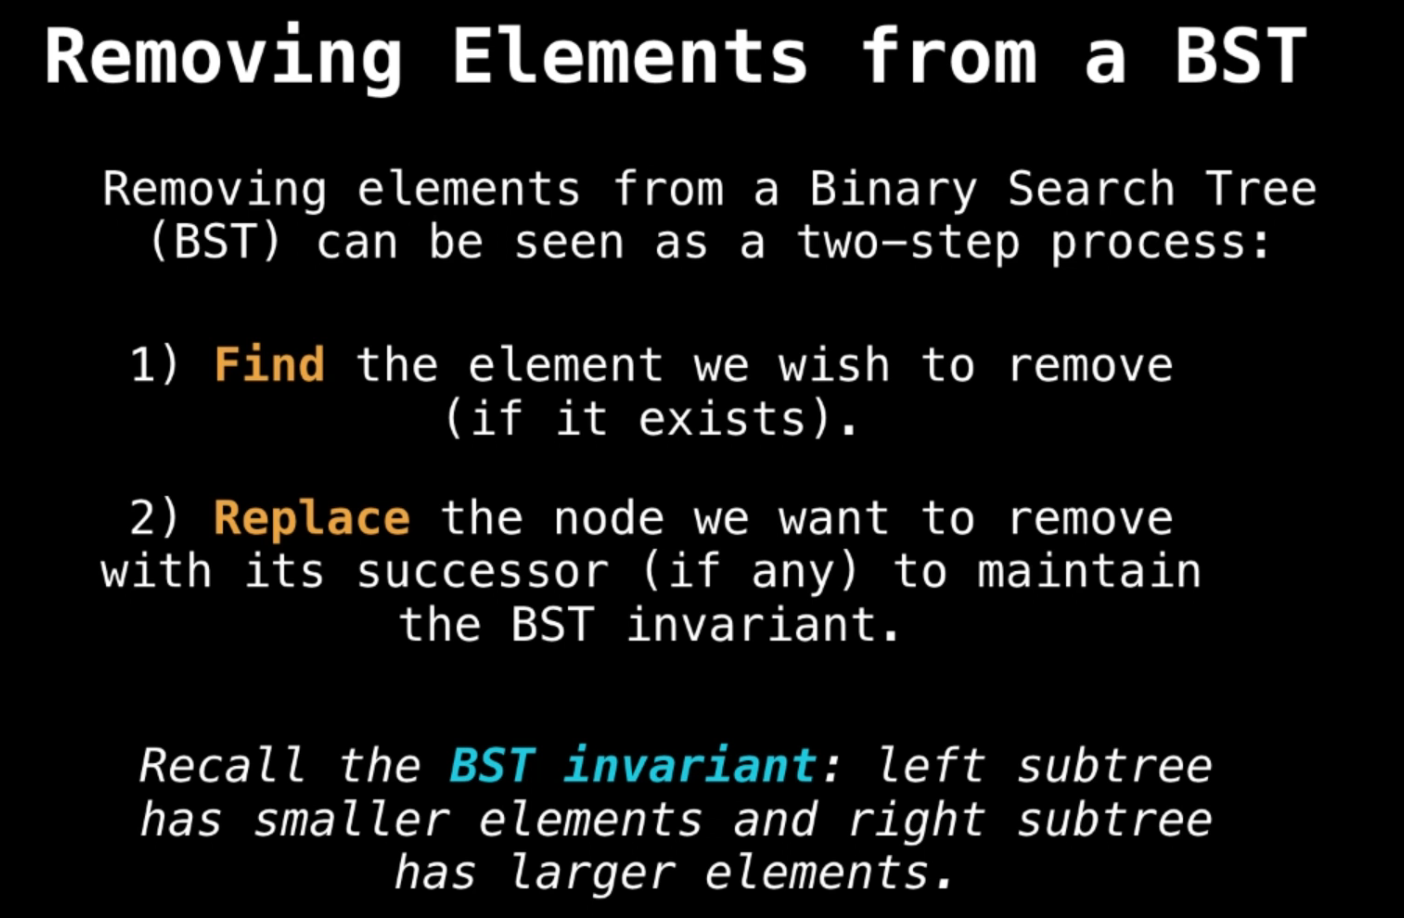 Removing Elements from a BST
Removing elements from a Binary Search Tree
(BST) can be seen as a two-step process:
1) Find the element we wish to remove
(if it exists).
2) Replace the node we want to remove
with its successor (if any) to maintain
the BST invariant.
Recall the BST invariant: left subtree
has smaller elements and right subtree
has larger elements.